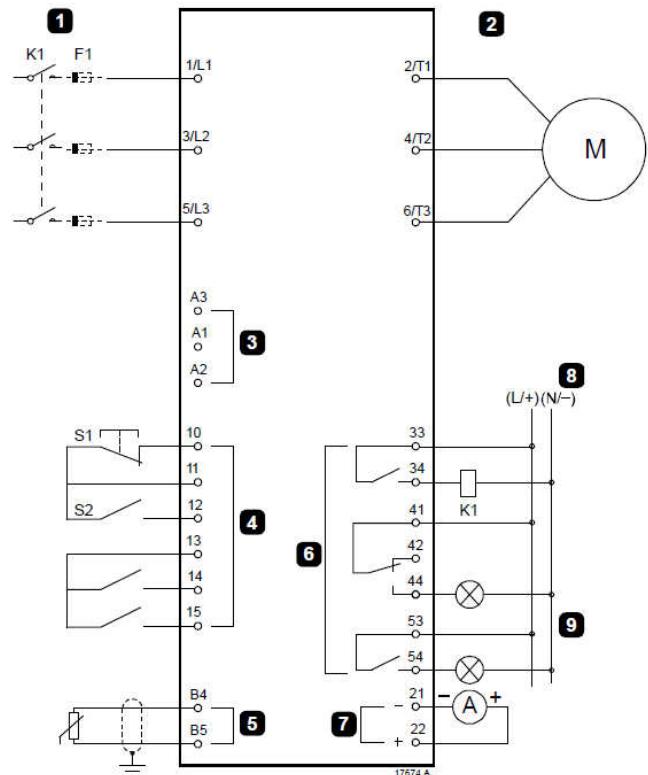 1
2
K1 F1
1/L1
2/T1
3/L2
4/T2
M
5/L3
6/T3
A3
A1
3
A2
8
(L/+)(N/−)
S1
10
33
11
34
S2
12
4
K1
41
13
6
42
14
44
15
53
9
54
B4
21
− A +
B5
5
7
−
22
+
17674.A